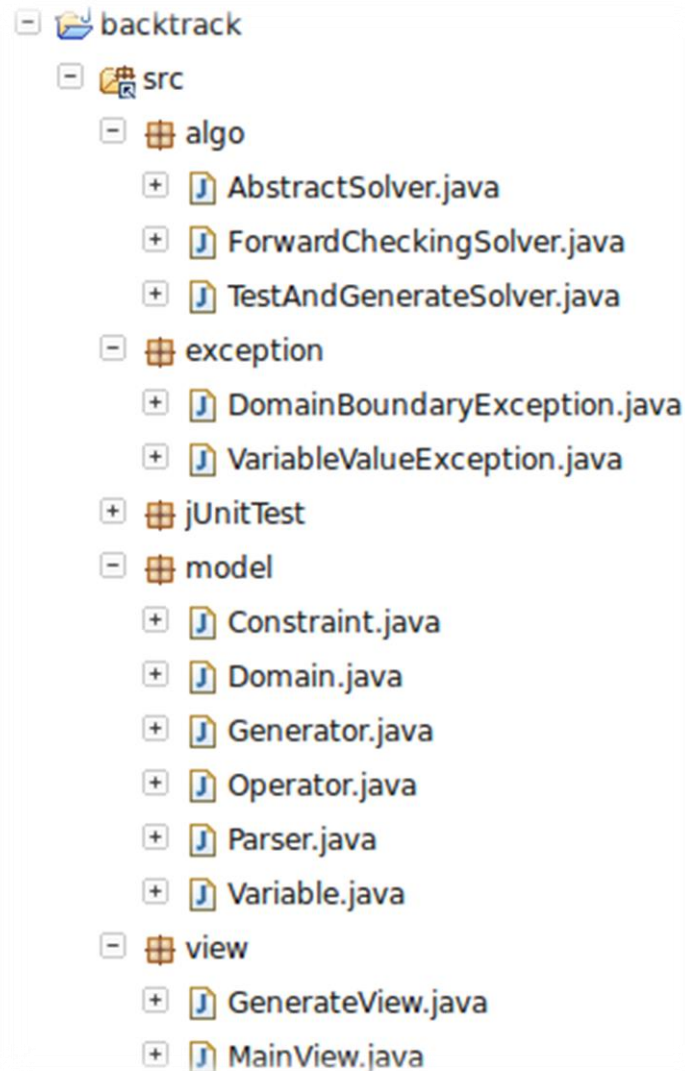 backtrack
src
algo
AbstractSolver.java
ForwardCheckingSolver.java
TestAndGenerateSolver.java
exception
DomainBoundaryException.java
VariableValueException.java
jUnitTest
model
Constraint.java
Domain.java
Generator.java
Operator.java
Parser.java
Variable.java
view
GenerateView.java
MainView.java